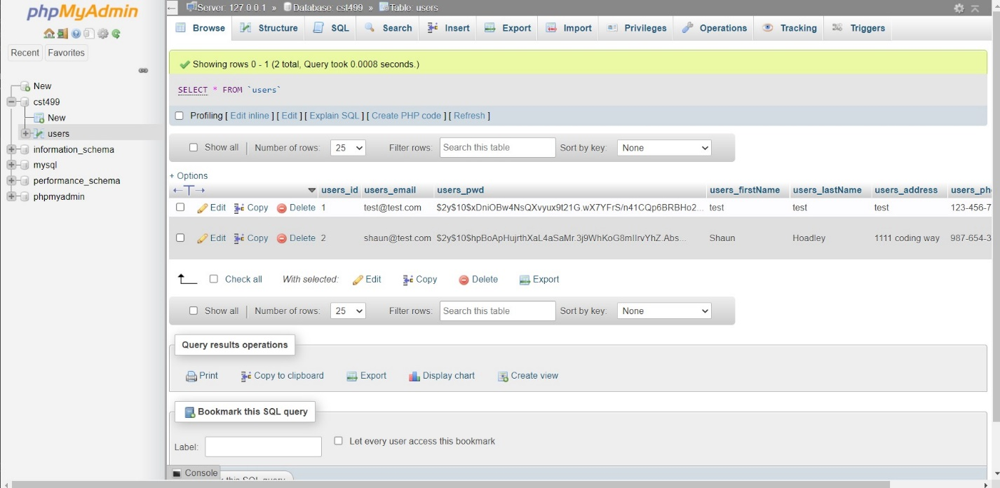 phpMyAdmin
Recent Favorites
New
cst499
New
users
information_schema
mysql
performance_schema
phpmyadmin
Server: 127.0.0.1 » Database: cst499 » Table: users
Browse Structure SQL Search Insert Export Import Privileges Operations Tracking Triggers
Showing rows 0 - 1 (2 total, Query took 0.0008 seconds.)
SELECT * FROM `users`
Profiling [ Edit inline ] [ Edit ] [ Explain SQL ] [ Create PHP code ] [ Refresh ]
Show all | Number of rows: 25 Filter rows: Search this table Sort by key: None
+ Options
←T→ users_id users_email users_pwd users_firstName users_lastName users_address users_ph
Edit Copy Delete 1 test@test.com $2y$10$xDniOBw4NsQXvyux9t21G.wX7YFrS/n41CQp6BRBHo2... test test test 123-456-7
Edit Copy Delete 2 shaun@test.com $2y$10$hpBoApHujrthXaL4aSaMr.3j9WhKoG8mIlrvYhZ.Abs... Shaun Hoadley 1111 coding way 987-654-3
Check all With selected: Edit Copy Delete Export
Show all | Number of rows: 25 Filter rows: Search this table Sort by key: None
Query results operations
Print Copy to clipboard Export Display chart Create view
Bookmark this SQL query
Label: Let every user access this bookmark
Console this SQL query